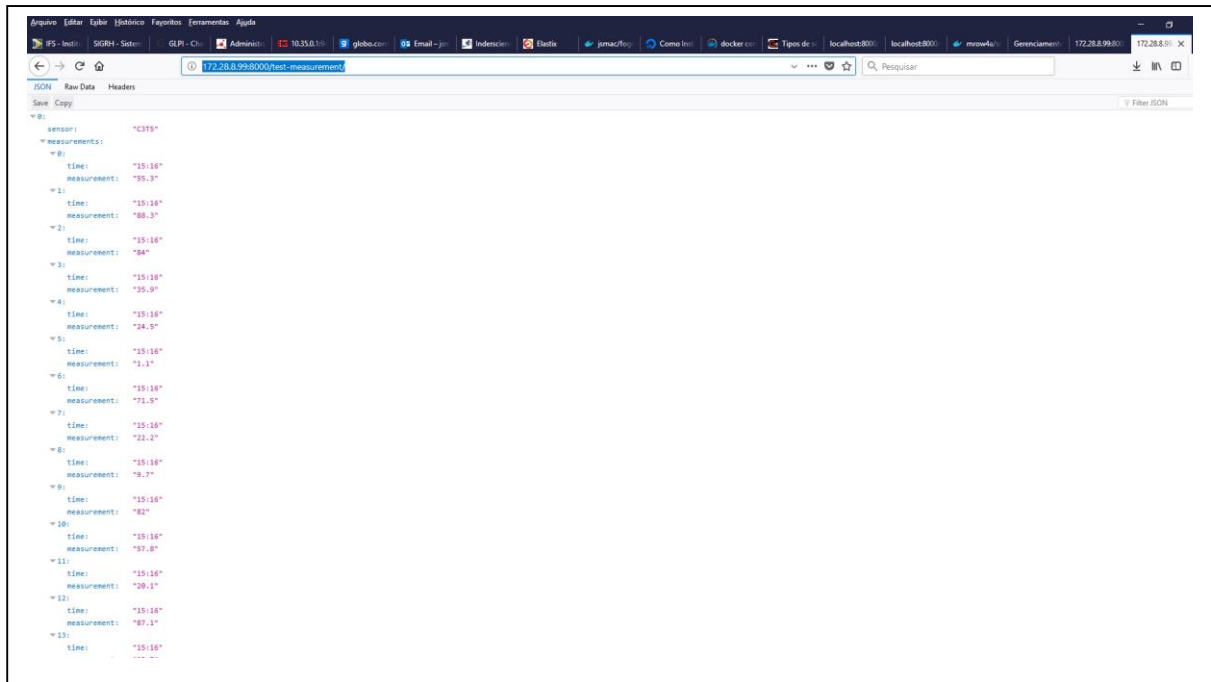 Arquivo Editar Exibir Histórico Favoritos Ferramentas Ajuda
IFS - Instit SIGRH - Sistem GLPI - Cha Administ 10.35.0.1 globo.com Email – jo Elastix jsmac/fog Como Inst docker co Tipos de s localhost:800 localhost:8000 mrow4a/ Gerenciament 172.28.8.99:800 172.28.8.99
172.28.8.99:8000/test-measurement/ Pesquisar
JSON Raw Data Headers
Save Copy Filter JSON
0:
sensor: "C3T5"
measurements:
0:
time: "15:16"
measurement: "55.3"
1:
time: "15:16"
measurement: "88.3"
2:
time: "15:16"
measurement: "84"
3:
time: "15:16"
measurement: "35.9"
4:
time: "15:16"
measurement: "24.5"
5:
time: "15:16"
measurement: "1.1"
6:
time: "15:16"
measurement: "71.5"
7:
time: "15:16"
measurement:
8:
time: "15:16"
measurement: "9.7"
9:
time: "15:16"
measurement: "82"
10:
time: "15:16"
measurement: "57.8"
11:
time: "15:16"
measurement: "20.1"
12:
time: "15:16"
measurement: "87.1"
13:
time: "15:16"